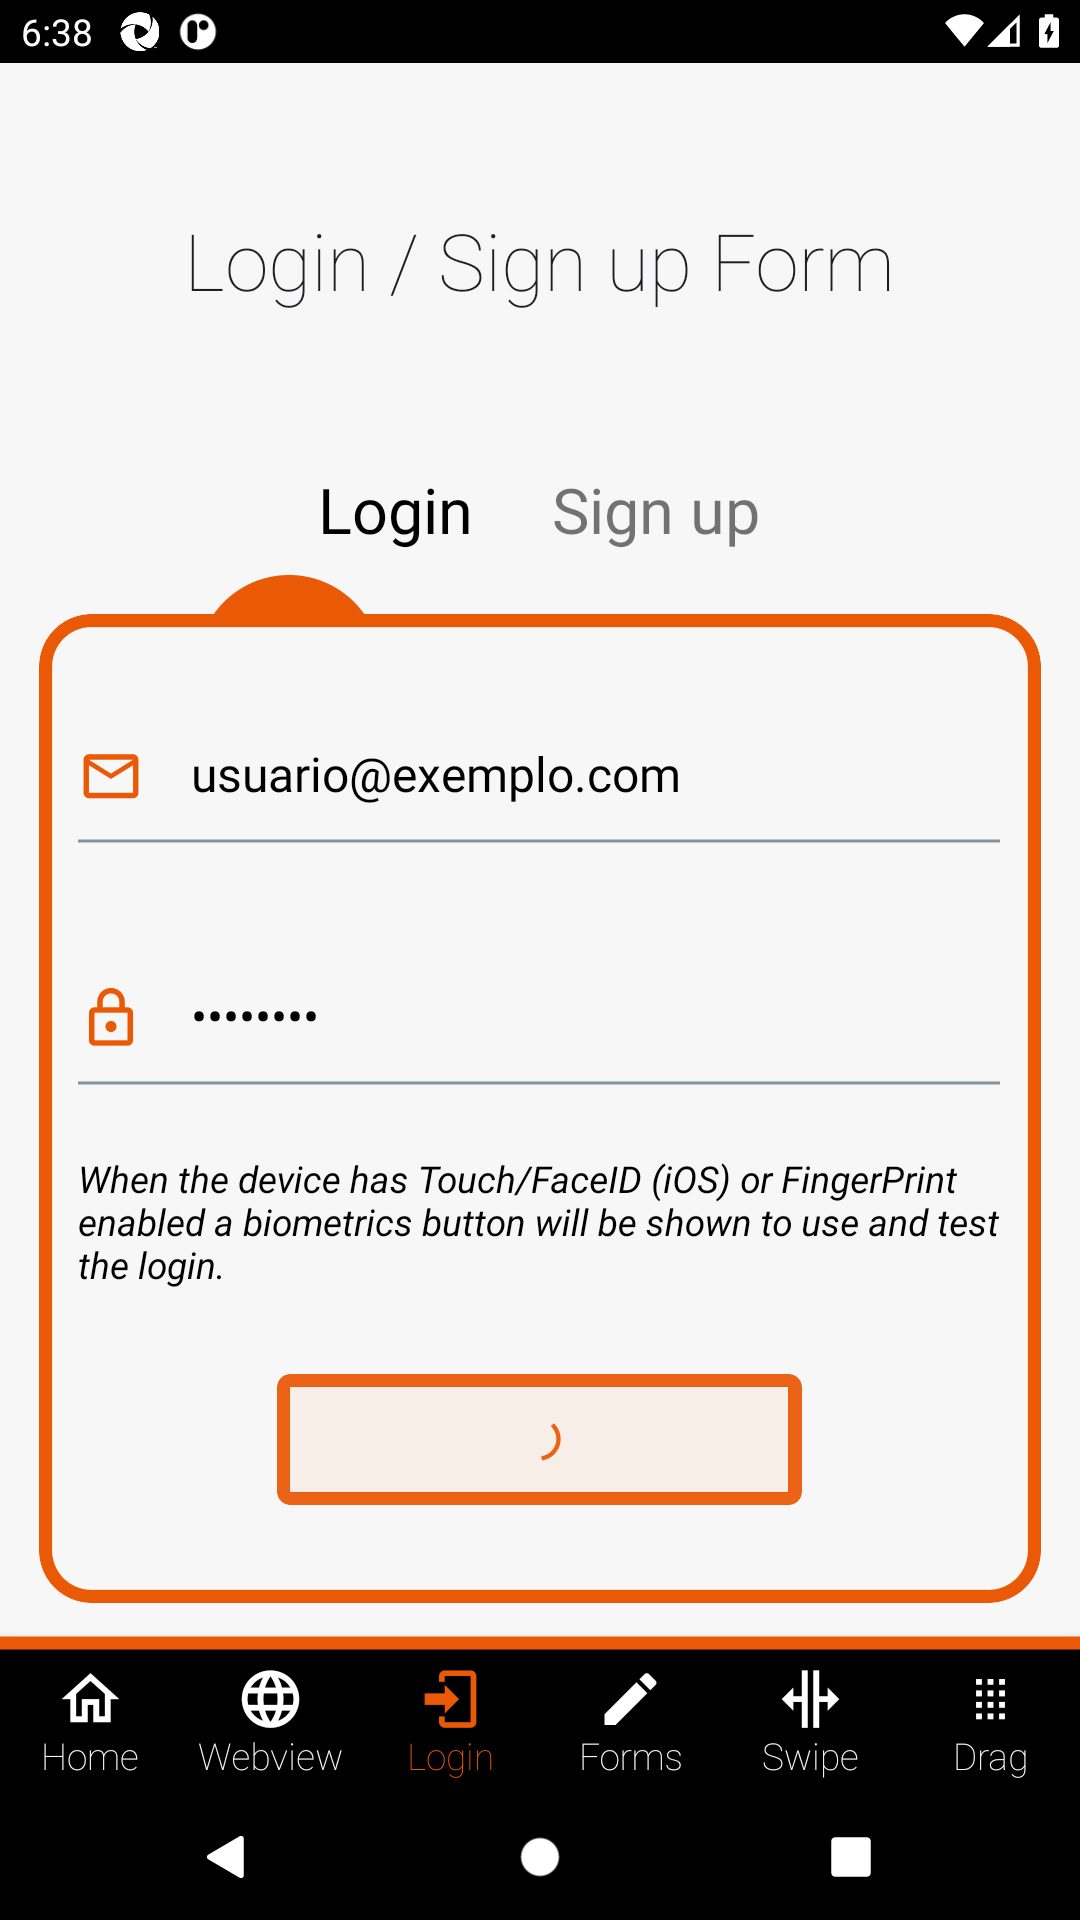 6:38
Login / Sign up Form
Login Sign up
usuario@exemplo.com
••••••••
When the device has Touch/FaceID (iOS) or FingerPrint
enabled a biometrics button will be shown to use and test
the login.
Home Webview Login Forms Swipe Drag